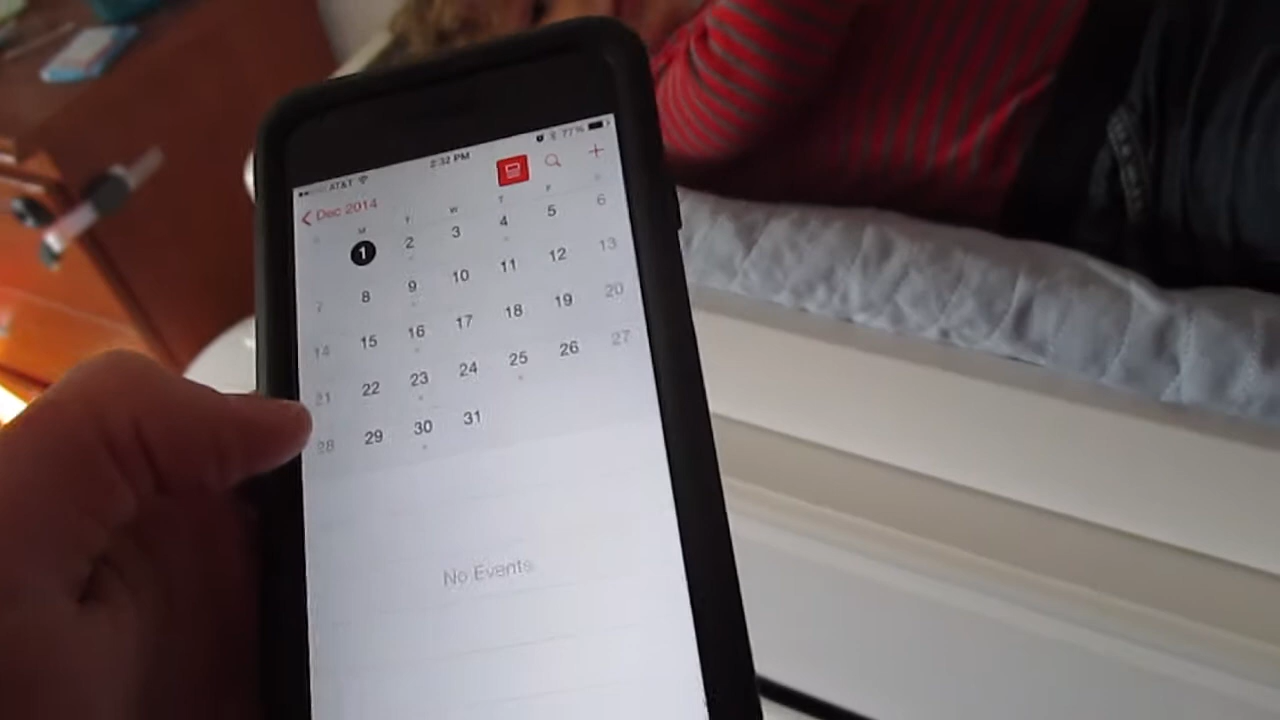 AT&T 2:32 PM 77%
Dec 2014
M T W T F
1 2 3 4 5 6
7 8 9 10 11 12 13
14 15 16 17 18 19 20
21 22 23 24 25 26 27
28 29 30 31
No Events